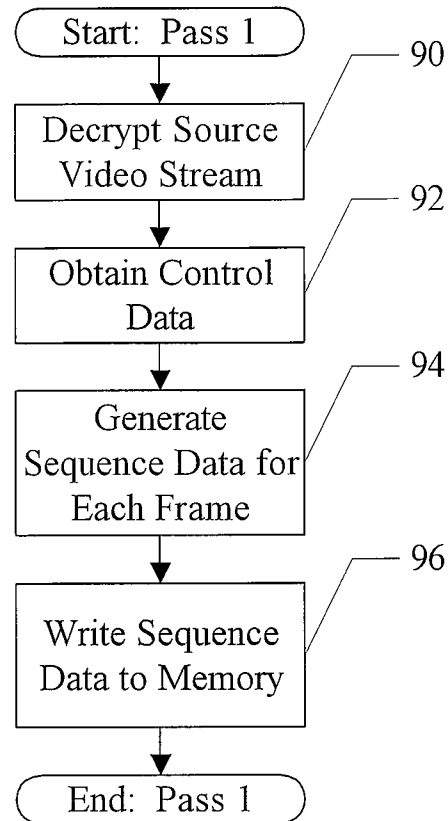 Start: Pass 1
90
Decrypt Source
Video Stream
92
Obtain Control
Data
94
Generate
Sequence Data for
Each Frame
96
Write Sequence
Data to Memory
End: Pass 1